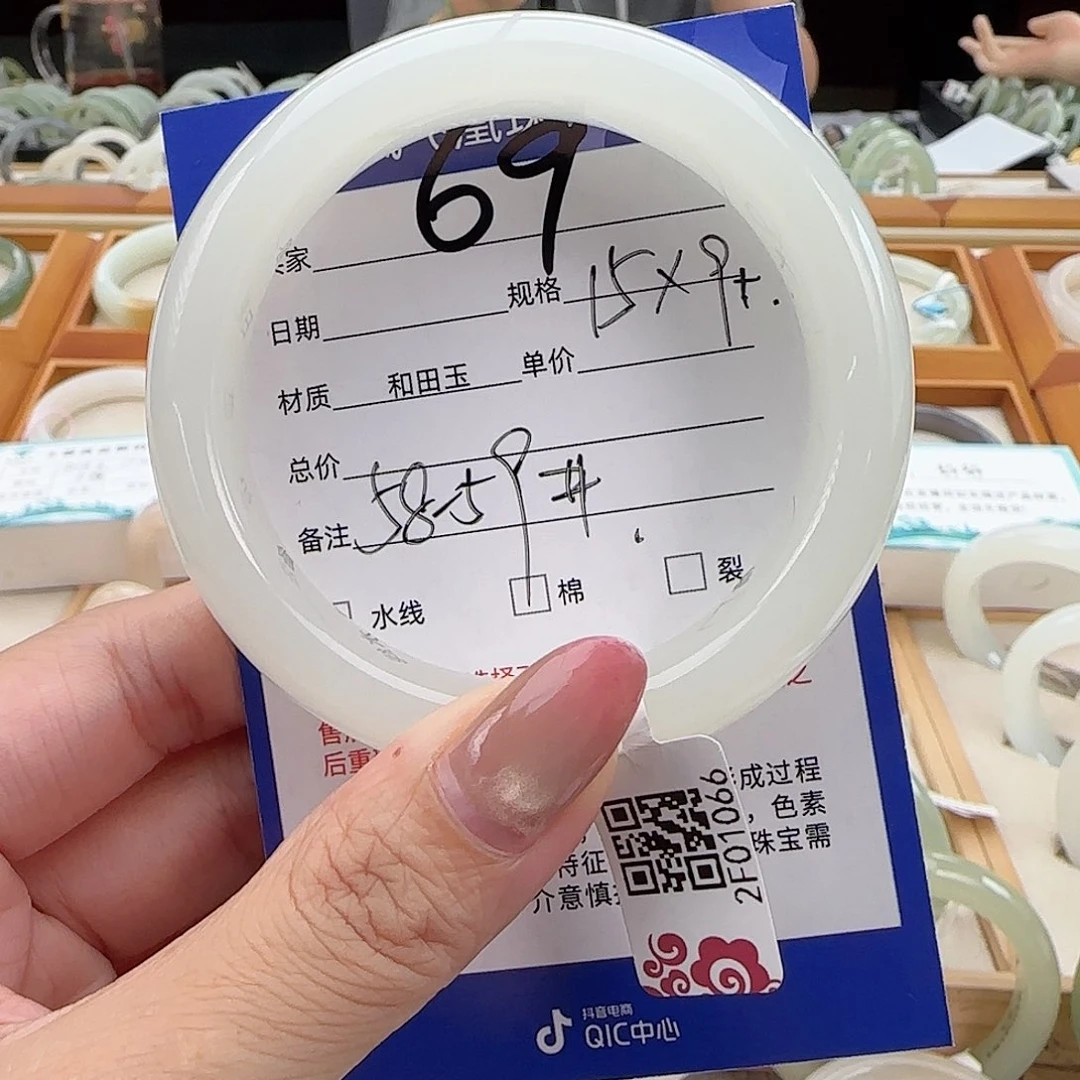 69
家
规格 15×9+.
日期
材质 和田玉 单价
总价
备注 58-59#
水线 棉 裂
售
后重
成过程
，色素
特征 珠宝需
介意慎
2F01066
抖音电商
QIC中心